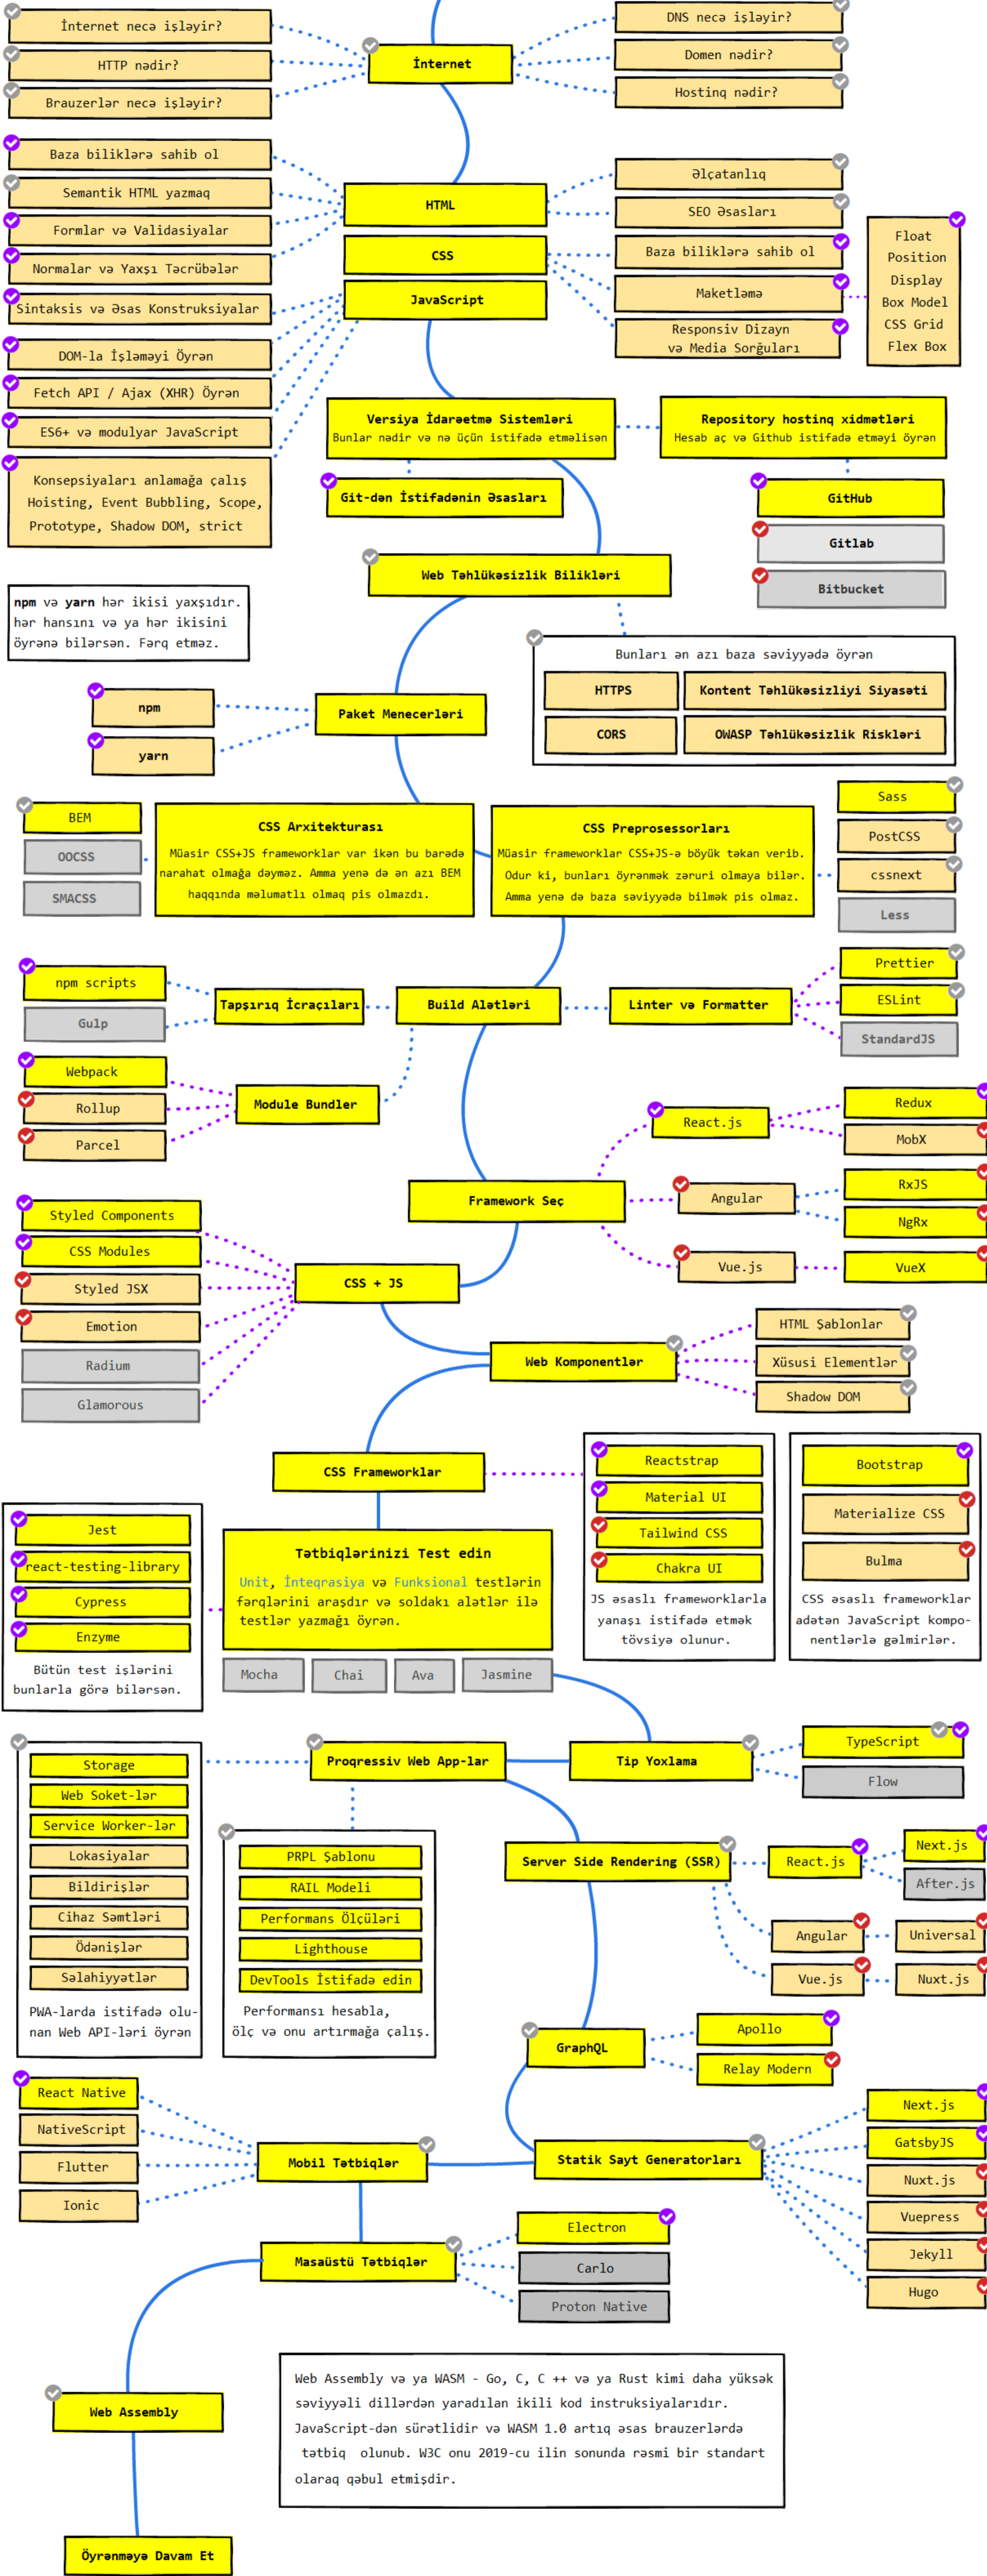 İnternet necə işləyir?
HTTP nədir?
Brauzerlər necə işləyir?
İnternet
DNS necə işləyir?
Domen nədir?
Hostinq nədir?
Baza biliklərə sahib ol
Semantik HTML yazmaq
Formlar və Validasiyalar
Normalar və Yaxşı Təcrübələr
HTML
Əlçatanlıq
SEO Əsasları
CSS
Baza biliklərə sahib ol
Maketləmə
Responsiv Dizayn
və Media Sorğuları
Float
Position
Display
Box Model
CSS Grid
Flex Box
JavaScript
Sintaksis və Əsas Konstruksiyalar
DOM-la İşləməyi Öyrən
Fetch API / Ajax (XHR) Öyrən
ES6+ və modulyar JavaScript
Konsepsiyaları anlamağa çalış
Hoisting, Event Bubbling, Scope,
Prototype, Shadow DOM, strict
Versiya İdarəetmə Sistemləri
Bunlar nədir və nə üçün istifadə etməlisən
Repository hostinq xidmətləri
Hesab aç və Github istifadə etməyi öyrən
Git-dən İstifadənin Əsasları
GitHub
Gitlab
Bitbucket
Web Təhlükəsizlik Bilikləri
npm və yarn hər ikisi yaxşıdır.
hər hansını və ya hər ikisini
öyrənə bilərsən. Fərq etməz.
Bunları ən azı baza səviyyədə öyrən
HTTPS
Kontent Təhlükəsizliyi Siyasəti
CORS
OWASP Təhlükəsizlik Riskləri
npm
yarn
Paket Menecerləri
BEM
OOCSS
SMACSS
CSS Arxitekturası
Müasir CSS+JS frameworklar var ikən bu barədə
narahat olmağa dəyməz. Amma yenə də ən azı BEM
haqqında məlumatlı olmaq pis olmazdı.
CSS Preprosessorları
Müasir frameworklar CSS+JS-ə böyük təkan verib.
Odur ki, bunları öyrənmək zəruri olmaya bilər.
Amma yenə də baza səviyyədə bilmək pis olmaz.
Sass
PostCSS
cssnext
Less
npm scripts
Gulp
Tapşırıq İcraçıları
Build Alətləri
Linter və Formatter
Prettier
ESLint
StandardJS
Webpack
Rollup
Parcel
Module Bundler
React.js
Redux
MobX
Framework Seç
Angular
RxJS
NgRx
Vue.js
VueX
Styled Components
CSS Modules
Styled JSX
Emotion
Radium
Glamorous
CSS + JS
Web Komponentlər
HTML Şablonlar
Xüsusi Elementlər
Shadow DOM
CSS Frameworklar
Reactstrap
Material UI
Tailwind CSS
Chakra UI
JS əsaslı frameworklarla
yanaşı istifadə etmək
tövsiyə olunur.
Bootstrap
Materialize CSS
Bulma
CSS əsaslı frameworklar
adətən JavaScript kompo-
nentlərlə gəlmirlər.
Jest
react-testing-library
Cypress
Enzyme
Bütün test işlərini
bunlarla görə bilərsən.
Tətbiqlərinizi Test edin
Unit, İnteqrasiya və Funksional testlərin
fərqlərini araşdır və soldakı alətlər ilə
testlər yazmağı öyrən.
Mocha
Chai
Ava
Jasmine
Storage
Web Soket-lər
Service Worker-lər
Lokasiyalar
Bildirişlər
Cihaz Səmtləri
Ödənişlər
Səlahiyyətlər
PWA-larda istifadə olu-
nan Web API-ləri öyrən
Proqressiv Web App-lar
Tip Yoxlama
TypeScript
Flow
PRPL Şablonu
RAIL Modeli
Performans Ölçüləri
Lighthouse
DevTools İstifadə edin
Performansı hesabla,
ölç və onu artırmağa çalış.
Server Side Rendering (SSR)
React.js
Next.js
After.js
Angular
Universal
Vue.js
Nuxt.js
GraphQL
Apollo
Relay Modern
React Native
NativeScript
Flutter
Ionic
Mobil Tətbiqlər
Statik Sayt Generatorları
Next.js
GatsbyJS
Nuxt.js
Vuepress
Jekyll
Hugo
Masaüstü Tətbiqlər
Electron
Carlo
Proton Native
Web Assembly
Web Assembly və ya WASM - Go, C, C ++ və ya Rust kimi daha yüksək
səviyyəli dillərdən yaradılan ikili kod instruksiyalarıdır.
JavaScript-dən sürətlidir və WASM 1.0 artıq əsas brauzerlərdə
tətbiq olunub. W3C onu 2019-cu ilin sonunda rəsmi bir standart
olaraq qəbul etmişdir.
Öyrənməyə Davam Et